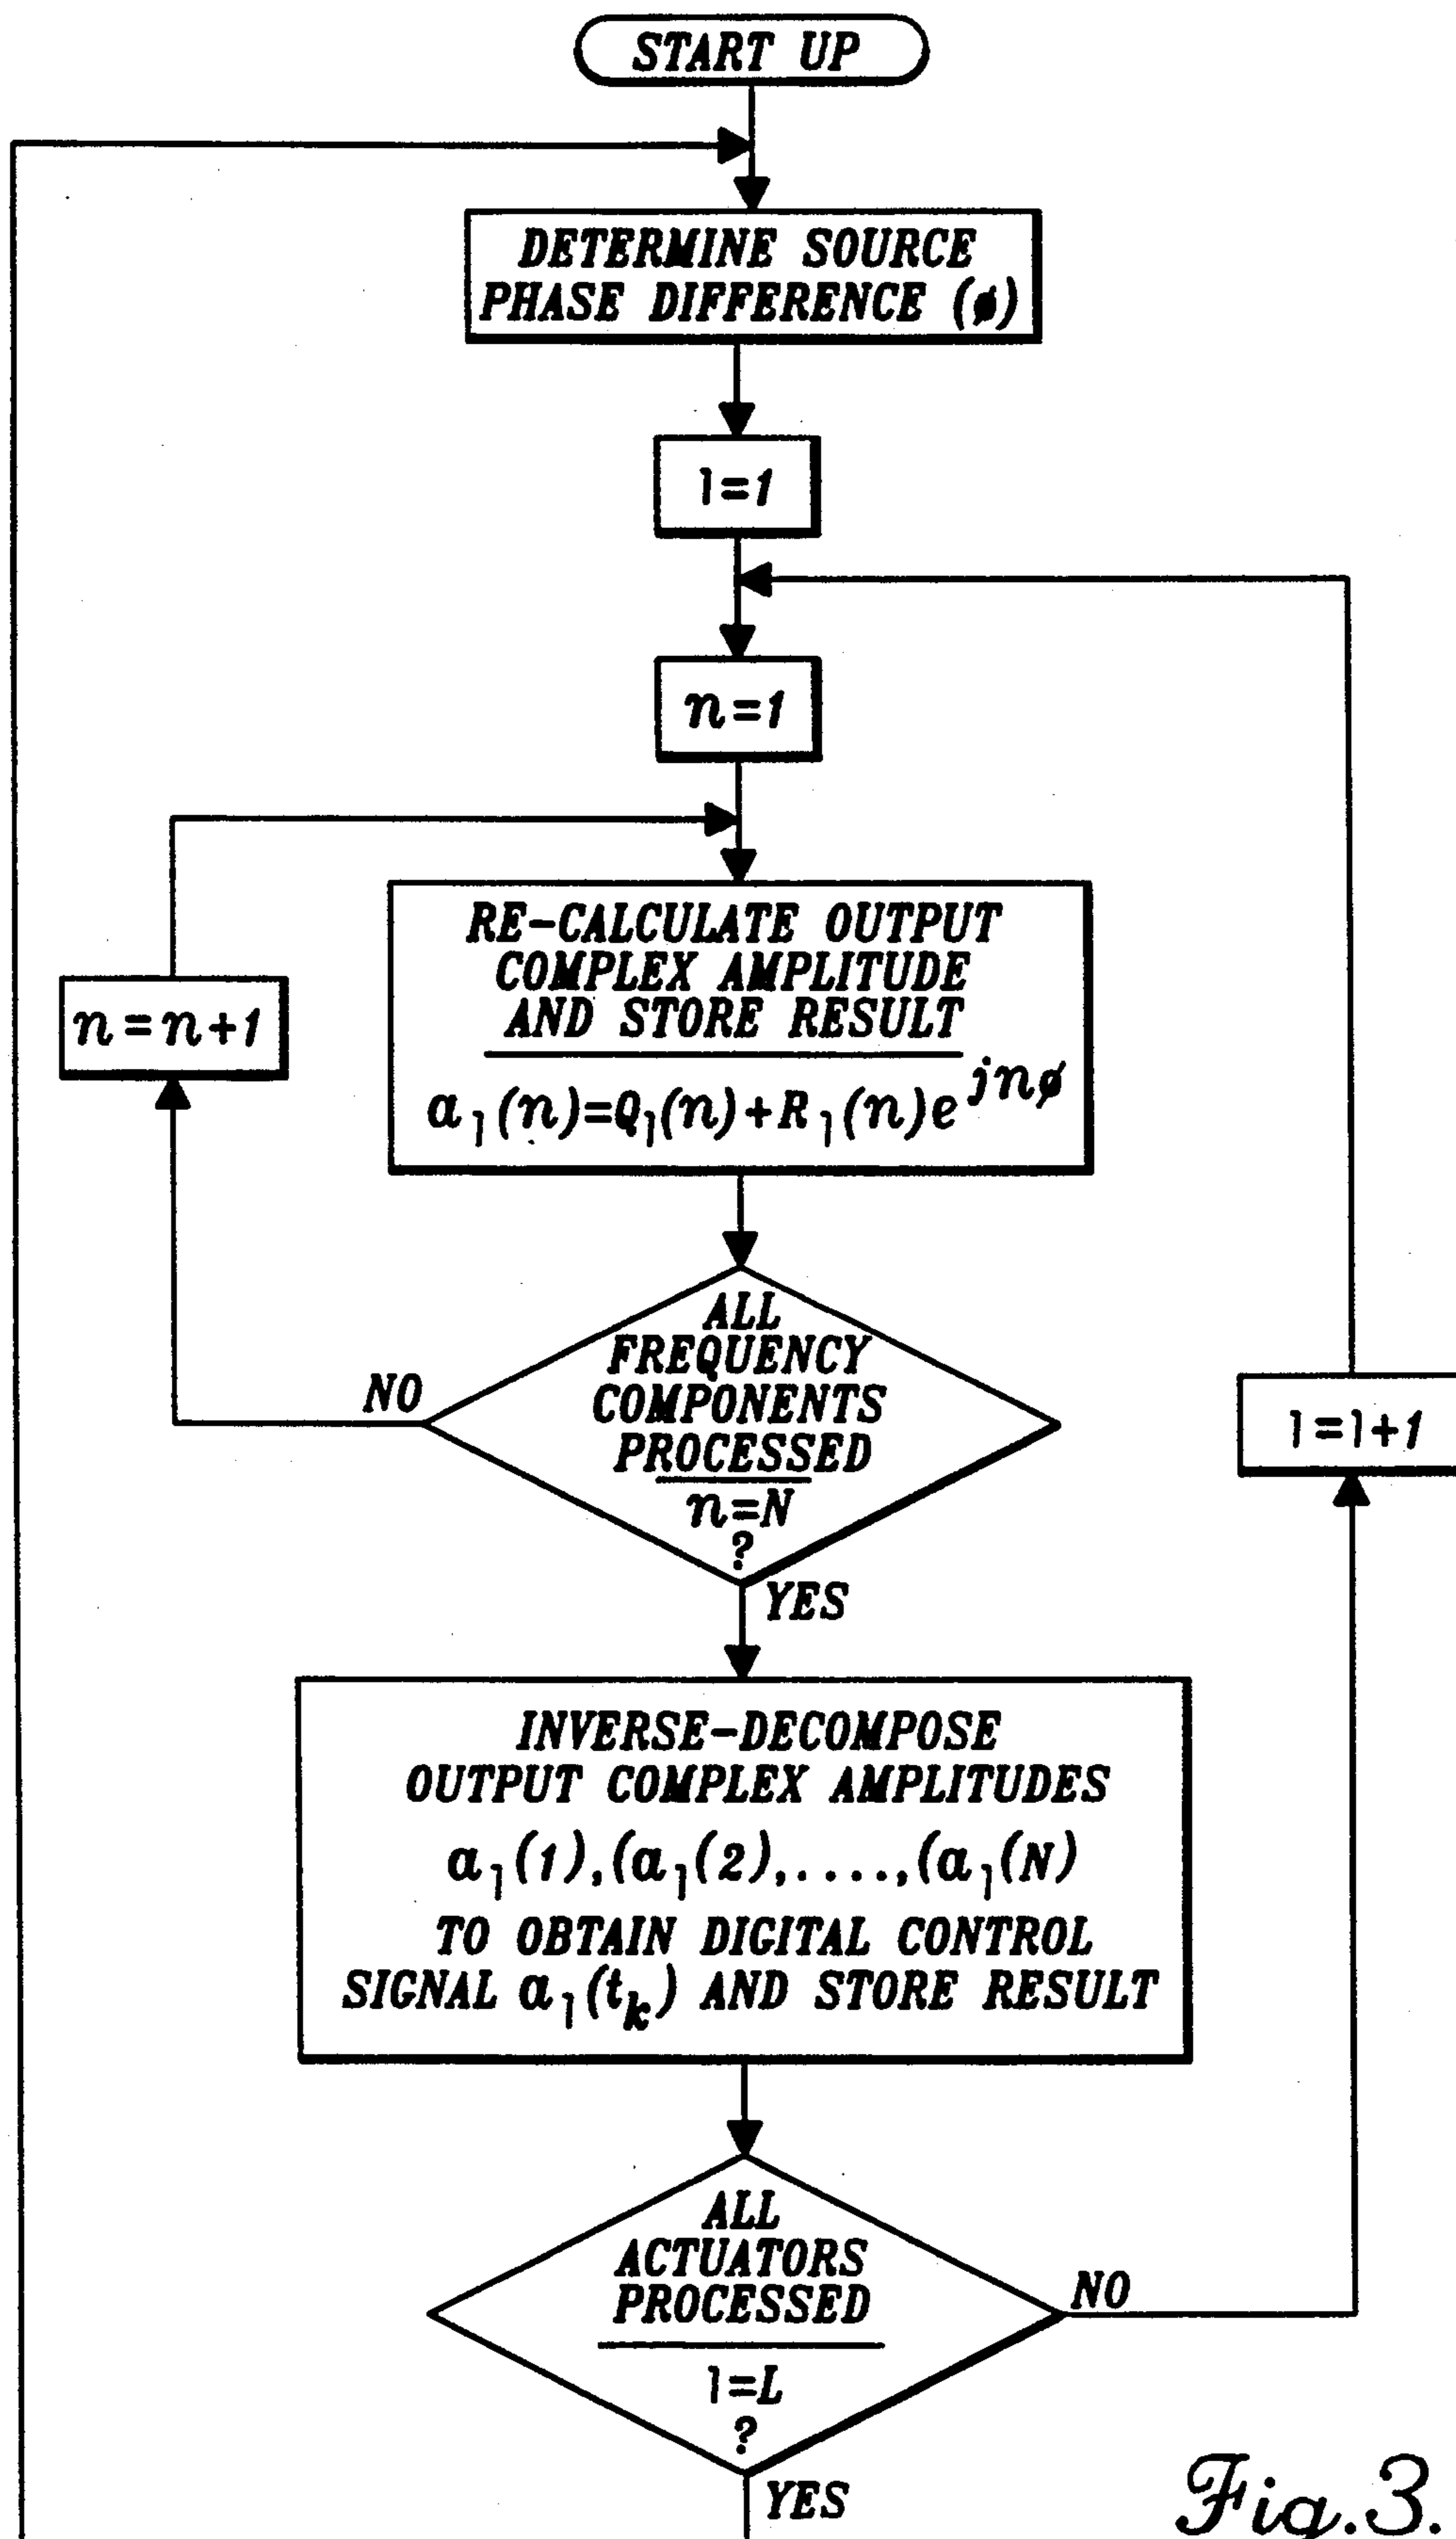 START UP
DETERMINE SOURCE
PHASE DIFFERENCE (ø)
l=1
n=1
RE-CALCULATE OUTPUT
COMPLEX AMPLITUDE
AND STORE RESULT
n=n+1
a_l(n)=Q_l(n)+R_l(n)e^jnø
ALL
FREQUENCY
NO
COMPONENTS
PROCESSED
l=l+1
n=N
?
YES
INVERSE-DECOMPOSE
OUTPUT COMPLEX AMPLITUDES
a_l(1),(a_l(2),....,(a_l(N)
TO OBTAIN DIGITAL CONTROL
SIGNAL a_l(t_k) AND STORE RESULT
ALL
ACTUATORS
PROCESSED
NO
l=L
?
YES
Fig.3.